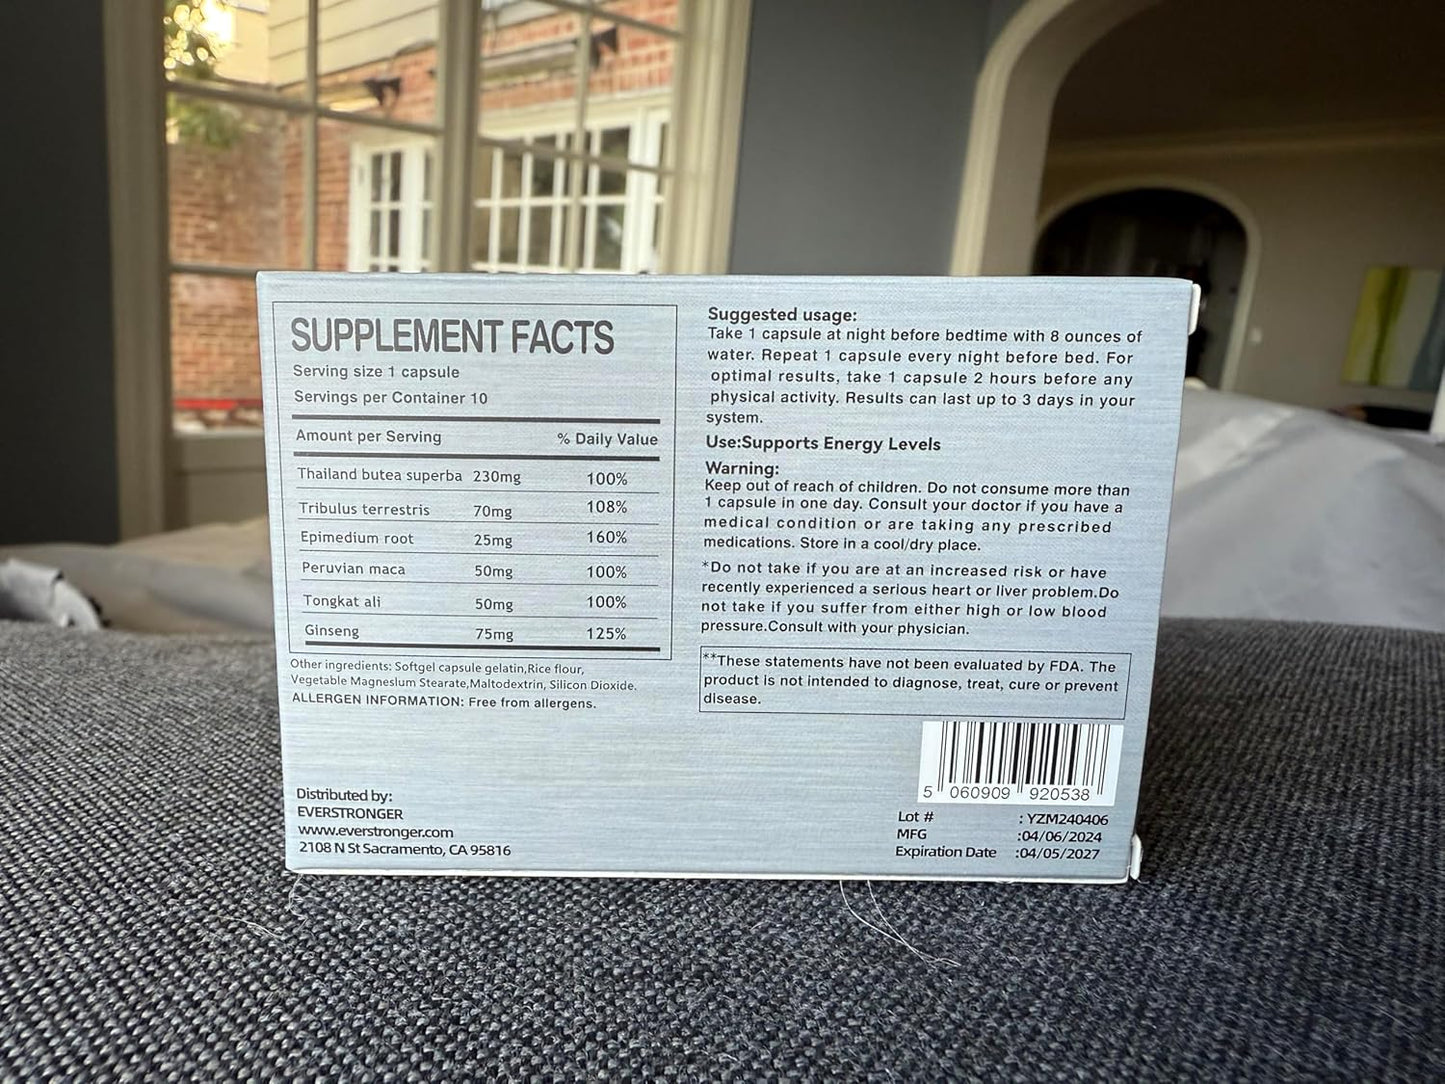 SUPPLEMENT FACTS
Serving size 1 capsule
Servings per Container 10
Amount per Serving % Daily Value
Thailand butea superba 230mg 100%
Tribulus terrestris 70mg 108%
Epimedium root 25mg 160%
Peruvian maca 50mg 100%
Tongkat ali 50mg 100%
Ginseng 75mg 125%
Other ingredients: Softgel capsule gelatin,Rice flour,
Vegetable Magneslum Stearate,Maltodextrin, Silicon Dioxide.
ALLERGEN INFORMATION: Free from allergens.
Distributed by:
EVERSTRONGER
www.everstronger.com
2108 N St Sacramento, CA 95816
Suggested usage:
Take 1 capsule at night before bedtime with 8 ounces of
water. Repeat 1 capsule every night before bed. For
optimal results, take 1 capsule 2 hours before any
physical activity. Results can last up to 3 days in your
system.
Use:Supports Energy Levels
Warning:
Keep out of reach of children. Do not consume more than
1 capsule in one day. Consult your doctor if you have a
medical condition or are taking any prescribed
medications. Store in a cool/dry place.
*Do not take if you are at an increased risk or have
recently experienced a serious heart or liver problem.Do
not take if you suffer from either high or low blood
pressure.Consult with your physician.
**These statements have not been evaluated by FDA. The
product is not intended to diagnose, treat, cure or prevent
disease.
5 060909 920538
Lot # : YZM240406
MFG :04/06/2024
Expiration Date :04/05/2027